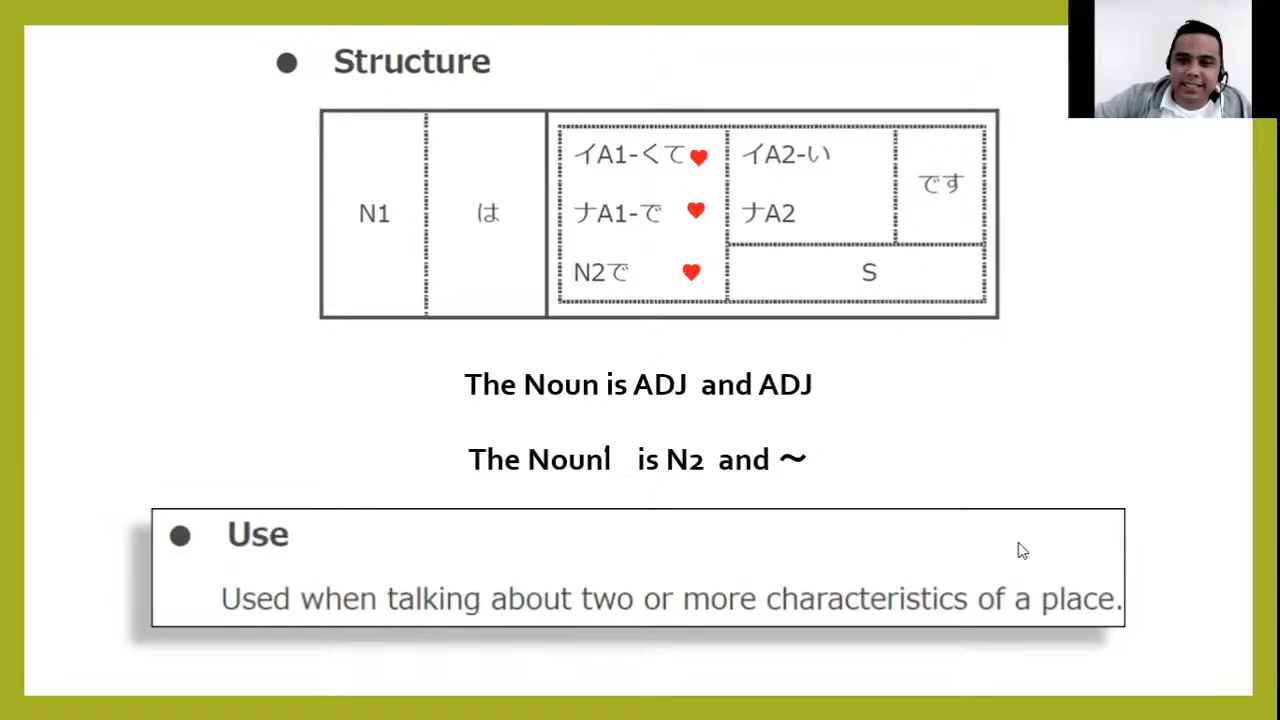 ● Structure
N1 は イA1-くて イA2-い です
ナA1-で ナA2
N2で S
The Noun is ADJ and ADJ
The Noun1 is N2 and ～
● Use
Used when talking about two or more characteristics of a place.